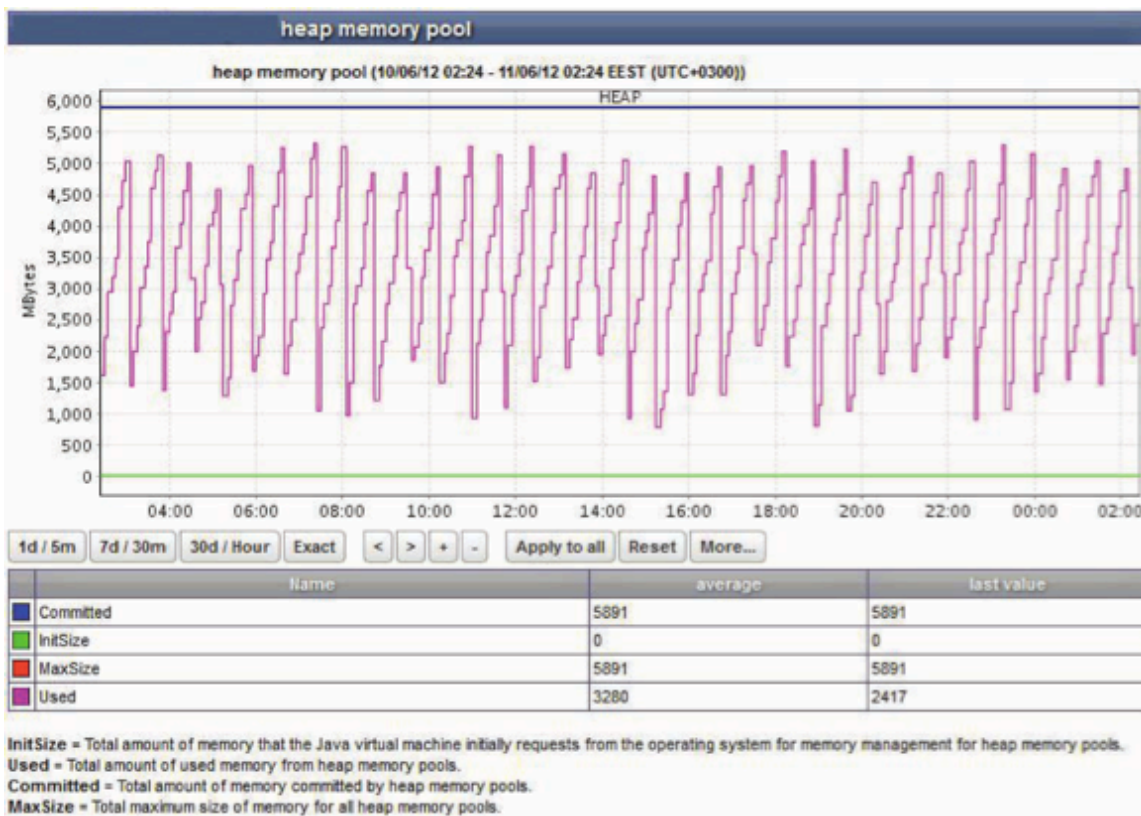 heap memory pool
heap memory pool (10/06/12 02:24 - 11/06/12 02:24 EEST (UTC+0300))
HEAP
6,000
5,500
5,000
4,500
4,000
3,500
3,000
2,500
2,000
1,500
1,000
500
0
MBytes
04:00 06:00 08:00 10:00 12:00 14:00 16:00 18:00 20:00 22:00 00:00 02:00
1d / 5m 7d / 30m 30d / Hour Exact < > + - Apply to all Reset More...
Name average last value
Committed 5891 5891
InitSize 0 0
MaxSize 5891 5891
Used 3280 2417
InitSize = Total amount of memory that the Java virtual machine initially requests from the operating system for memory management for heap memory pools.
Used = Total amount of used memory from heap memory pools.
Committed = Total amount of memory committed by heap memory pools.
MaxSize = Total maximum size of memory for all heap memory pools.